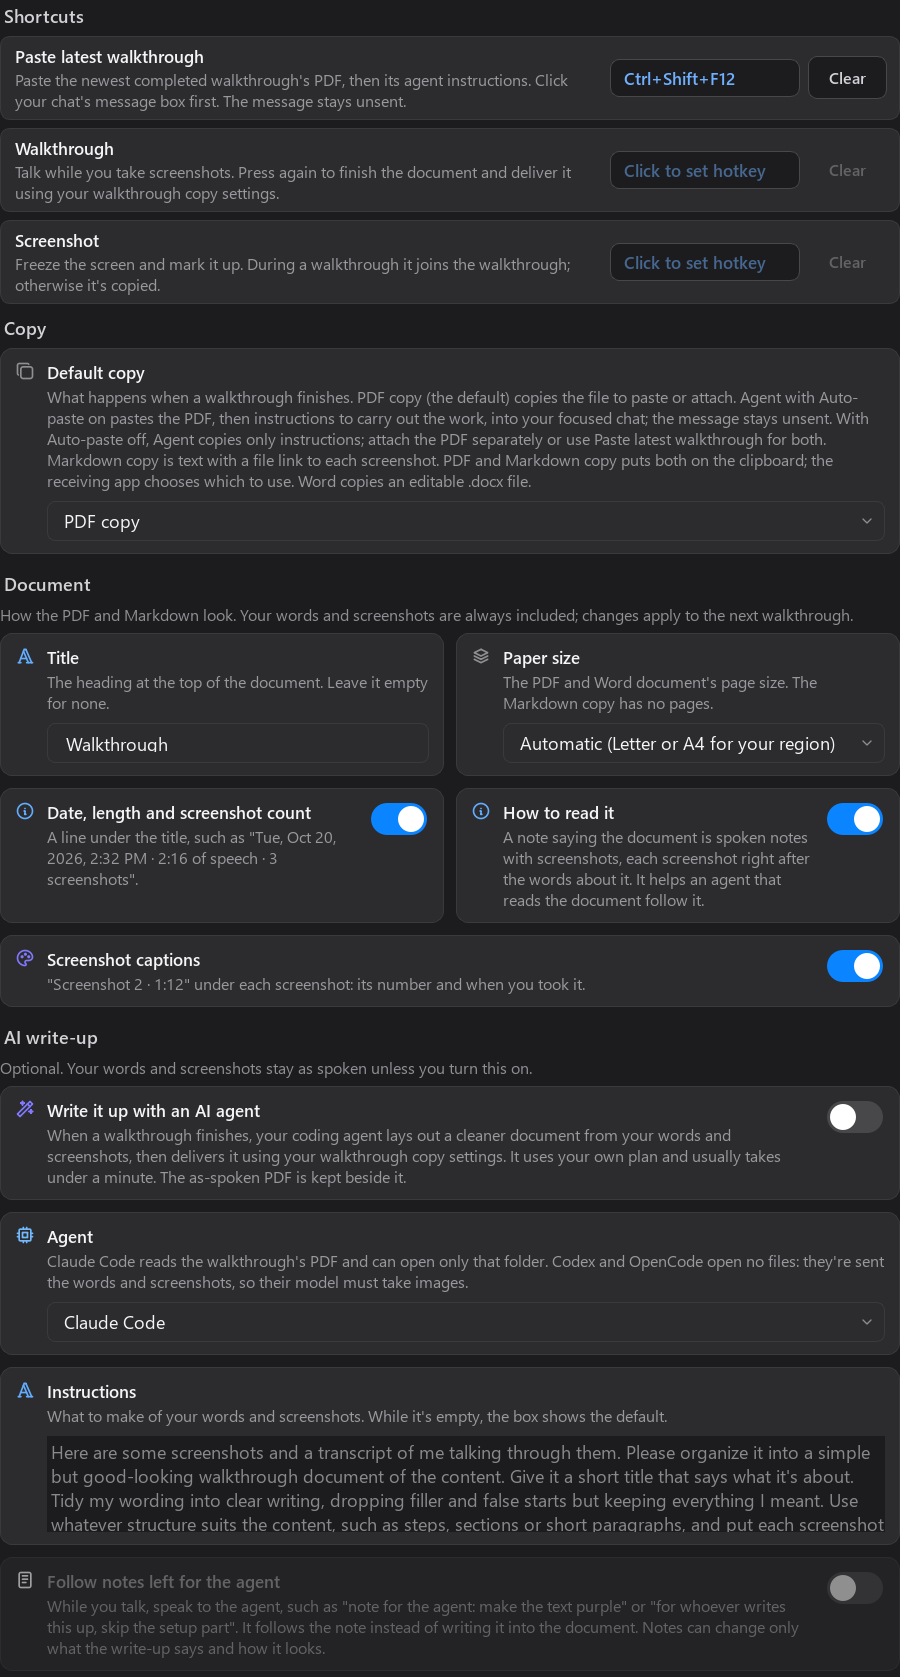 Shortcuts
Paste latest walkthrough
Paste the newest completed walkthrough's PDF, then its agent instructions. Click
your chat's message box first. The message stays unsent.
Ctrl+Shift+F12
Clear
Walkthrough
Talk while you take screenshots. Press again to finish the document and deliver it
using your walkthrough copy settings.
Click to set hotkey
Clear
Screenshot
Freeze the screen and mark it up. During a walkthrough it joins the walkthrough;
otherwise it's copied.
Click to set hotkey
Clear
Copy
Default copy
What happens when a walkthrough finishes. PDF copy (the default) copies the file to paste or attach. Agent with Auto-
paste on pastes the PDF, then instructions to carry out the work, into your focused chat; the message stays unsent. With
Auto-paste off, Agent copies only instructions; attach the PDF separately or use Paste latest walkthrough for both.
Markdown copy is text with a file link to each screenshot. PDF and Markdown copy puts both on the clipboard; the
receiving app chooses which to use. Word copies an editable .docx file.
PDF copy
Document
How the PDF and Markdown look. Your words and screenshots are always included; changes apply to the next walkthrough.
Title
The heading at the top of the document. Leave it empty
for none.
Walkthrough
Paper size
The PDF and Word document's page size. The
Markdown copy has no pages.
Automatic (Letter or A4 for your region)
Date, length and screenshot count
A line under the title, such as "Tue, Oct 20,
2026, 2:32 PM · 2:16 of speech · 3
screenshots".
How to read it
A note saying the document is spoken notes
with screenshots, each screenshot right after
the words about it. It helps an agent that
reads the document follow it.
Screenshot captions
"Screenshot 2 · 1:12" under each screenshot: its number and when you took it.
AI write-up
Optional. Your words and screenshots stay as spoken unless you turn this on.
Write it up with an AI agent
When a walkthrough finishes, your coding agent lays out a cleaner document from your words and
screenshots, then delivers it using your walkthrough copy settings. It uses your own plan and usually takes
under a minute. The as-spoken PDF is kept beside it.
Agent
Claude Code reads the walkthrough's PDF and can open only that folder. Codex and OpenCode open no files: they're sent
the words and screenshots, so their model must take images.
Claude Code
Instructions
What to make of your words and screenshots. While it's empty, the box shows the default.
Here are some screenshots and a transcript of me talking through them. Please organize it into a simple
but good-looking walkthrough document of the content. Give it a short title that says what it's about.
Tidy my wording into clear writing, dropping filler and false starts but keeping everything I meant. Use
whatever structure suits the content, such as steps, sections or short paragraphs, and put each screenshot
Follow notes left for the agent
While you talk, speak to the agent, such as "note for the agent: make the text purple" or "for whoever writes
this up, skip the setup part". It follows the note instead of writing it into the document. Notes can change only
what the write-up says and how it looks.